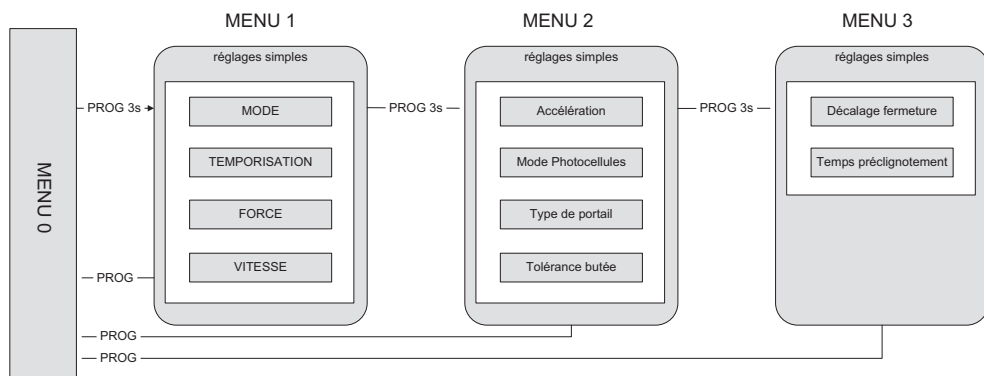 MENU 1
MENU 2
MENU 3
MENU 0
réglages simples
réglages simples
réglages simples
PROG 3s
PROG 3s
PROG 3s
MODE
TEMPORISATION
FORCE
VITESSE
Accélération
Mode Photocellules
Type de portail
Tolérance butée
Décalage fermeture
Temps préclignotement
PROG
PROG
PROG